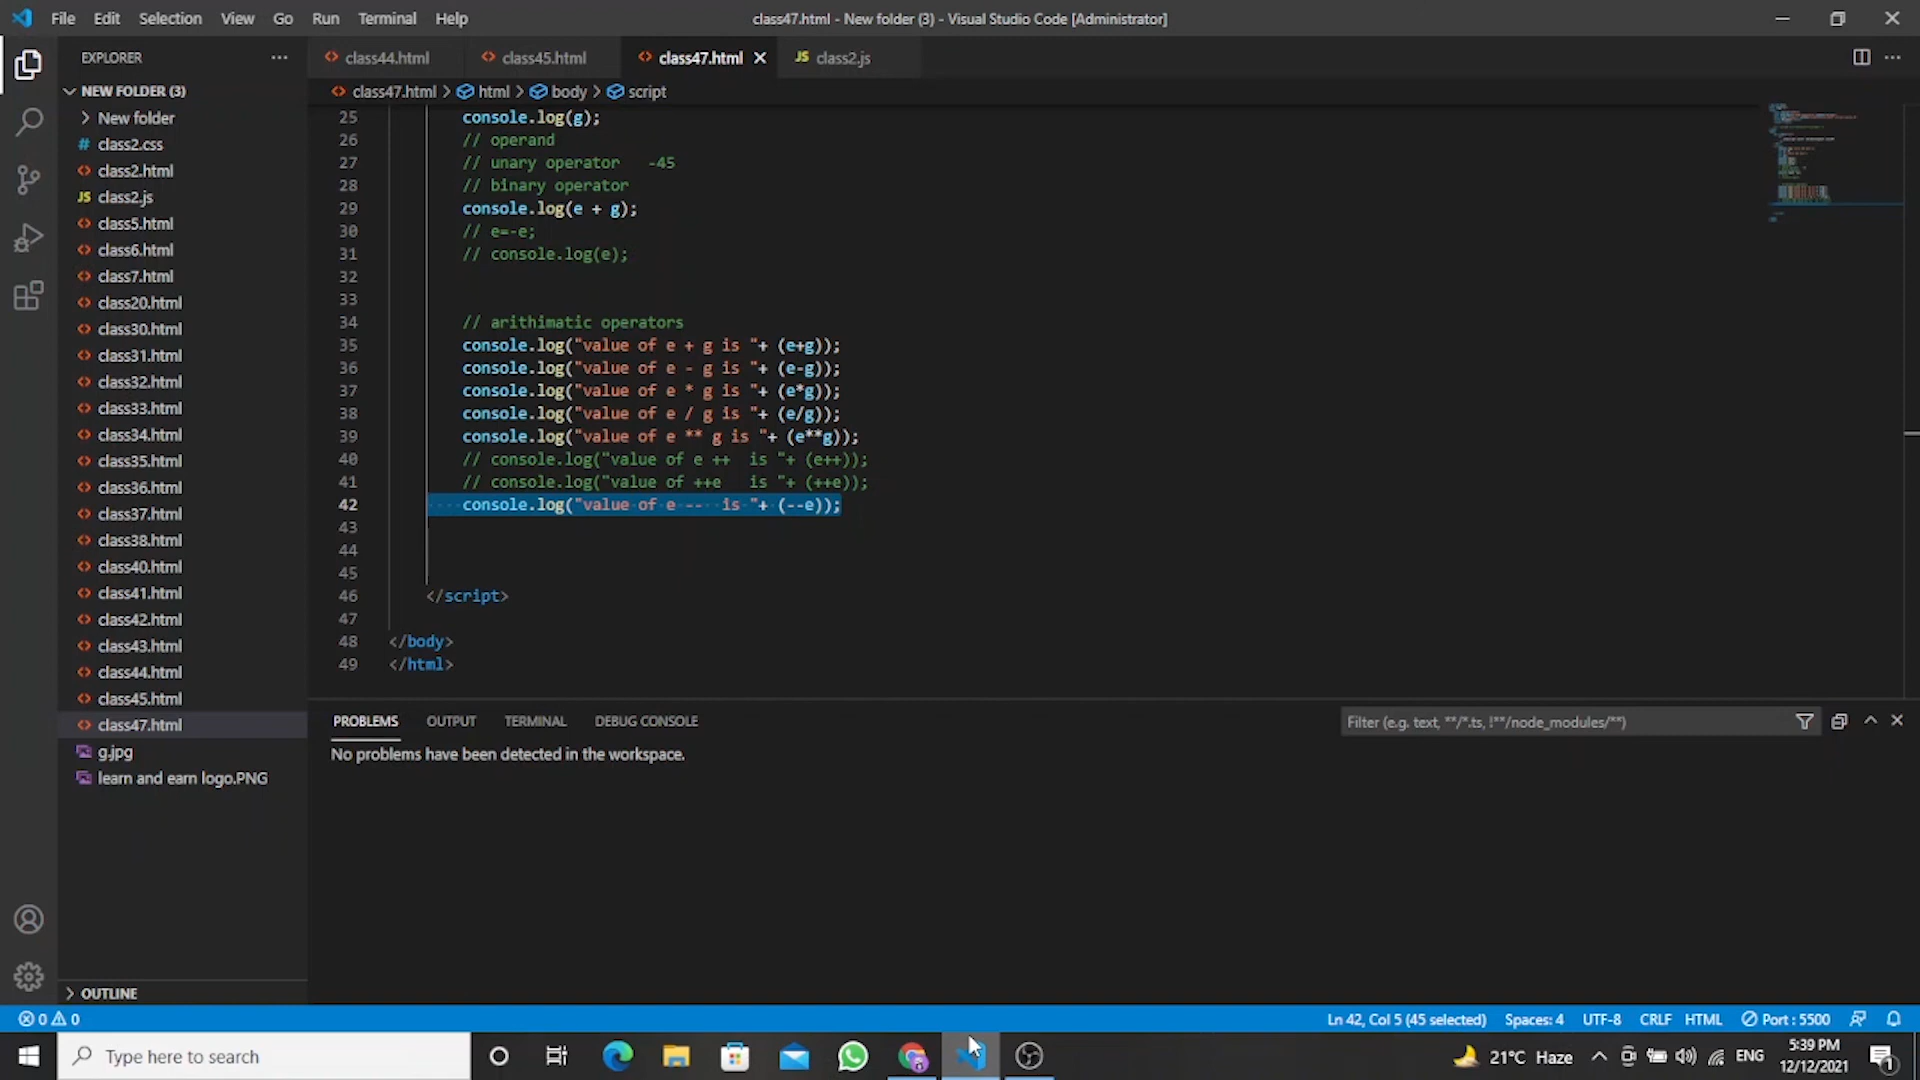 File Edit Selection View Go Run Terminal Help
class47.html - New folder (3) - Visual Studio Code [Administrator]
EXPLORER
class44.html
class45.html
class47.html
JS class2.js
NEW FOLDER (3)
class47.html > html > body > script
New folder
# class2.css
class2.html
JS class2.js
class5.html
class6.html
class7.html
class20.html
class30.html
class31.html
class32.html
class33.html
class34.html
class35.html
class36.html
class37.html
class38.html
class40.html
class41.html
class42.html
class43.html
class44.html
class45.html
class47.html
g.jpg
learn and earn logo.PNG
OUTLINE
25 console.log(g);
26 // operand
27 // unary operator -45
28 // binary operator
29 console.log(e + g);
30 // e=-e;
31 // console.log(e);
32
33
34 // arithimatic operators
35 console.log("value of e + g is "+ (e+g));
36 console.log("value of e - g is "+ (e-g));
37 console.log("value of e * g is "+ (e*g));
38 console.log("value of e / g is "+ (e/g));
39 console.log("value of e ** g is "+ (e**g));
40 // console.log("value of e ++ is "+ (e++));
41 // console.log("value of ++e is "+ (++e));
42 console.log("value of e -- is "+ (--e));
43
44
45
46 </script>
47
48 </body>
49 </html>
PROBLEMS OUTPUT TERMINAL DEBUG CONSOLE
Filter (e.g. text, **/*.ts, !**/node_modules/**)
No problems have been detected in the workspace.
0 0
Ln 42, Col 5 (45 selected) Spaces: 4 UTF-8 CRLF HTML Port : 5500
Type here to search
21°C Haze
ENG
5:39 PM
12/12/2021
1